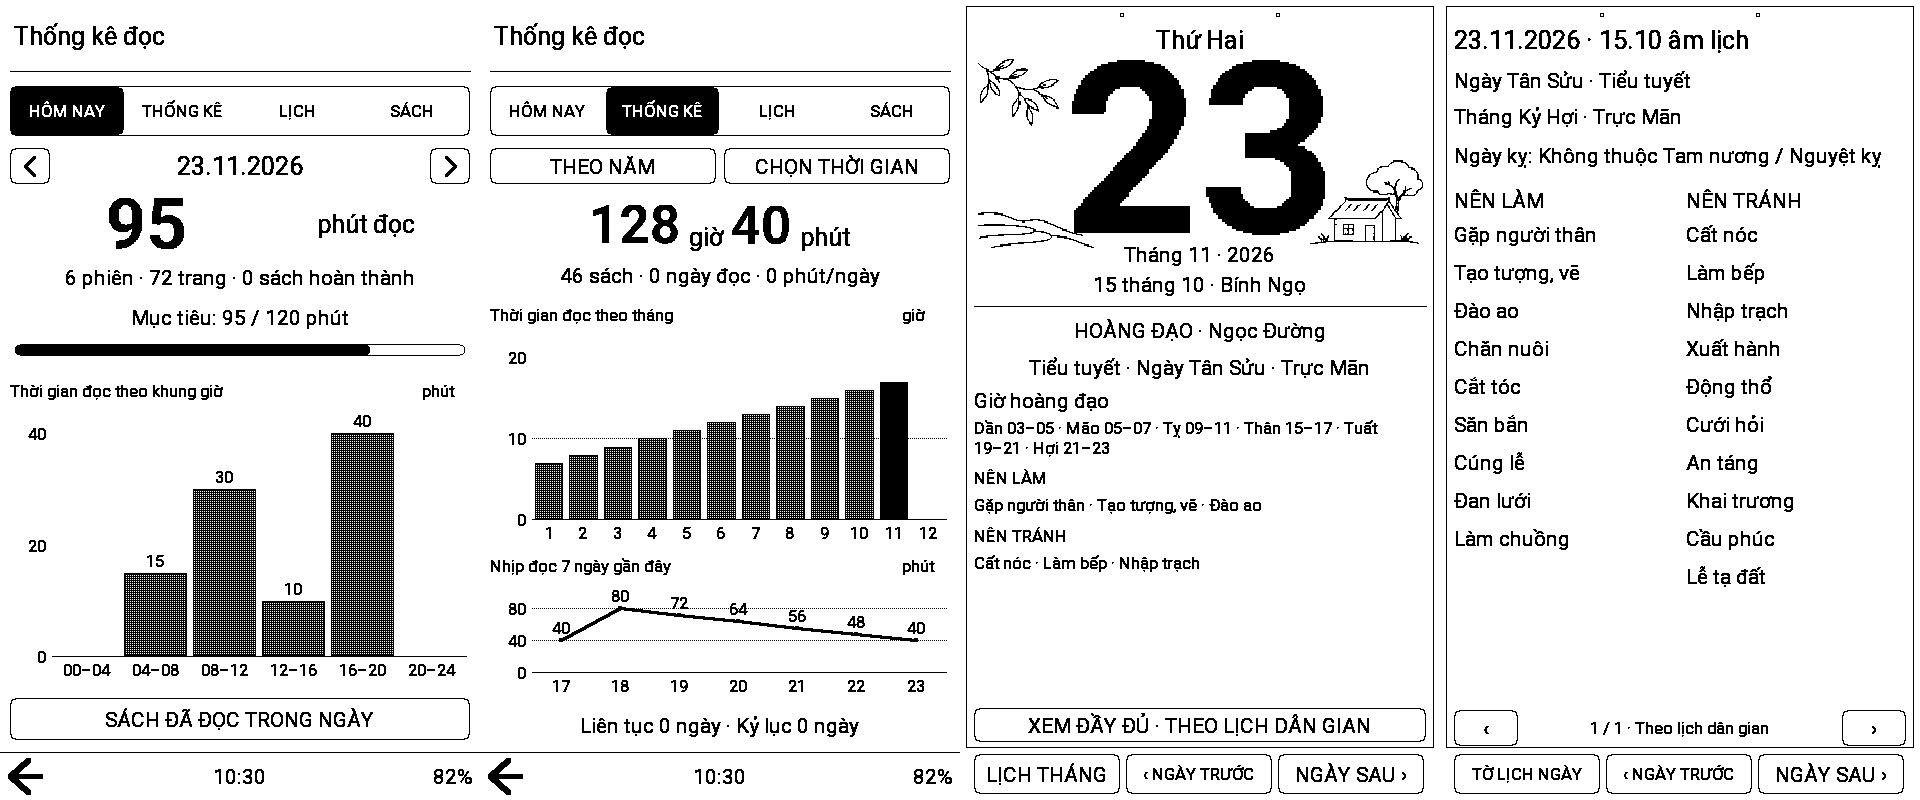 Thống kê đọc
HÔM NAY THỐNG KÊ LỊCH SÁCH
23.11.2026
95 phút đọc
6 phiên · 72 trang · 0 sách hoàn thành
Mục tiêu: 95 / 120 phút
Thời gian đọc theo khung giờ phút
40
20
0
15
30
10
40
00–04 04–08 08–12 12–16 16–20 20–24
SÁCH ĐÃ ĐỌC TRONG NGÀY
10:30 82%
Thống kê đọc
HÔM NAY THỐNG KÊ LỊCH SÁCH
THEO NĂM CHỌN THỜI GIAN
128 giờ 40 phút
46 sách · 0 ngày đọc · 0 phút/ngày
Thời gian đọc theo tháng giờ
20
10
0
1 2 3 4 5 6 7 8 9 10 11 12
Nhịp đọc 7 ngày gần đây phút
80
40
0
40 80 72 64 56 48 40
17 18 19 20 21 22 23
Liên tục 0 ngày · Kỷ lục 0 ngày
10:30 82%
Thứ Hai
23
Tháng 11 · 2026
15 tháng 10 · Bính Ngọ
HOÀNG ĐẠO · Ngọc Đường
Tiểu tuyết · Ngày Tân Sửu · Trực Mãn
Giờ hoàng đạo
Dần 03–05 · Mão 05–07 · Tỵ 09–11 · Thân 15–17 · Tuất
19–21 · Hợi 21–23
NÊN LÀM
Gặp người thân · Tạo tượng, vẽ · Đào ao
NÊN TRÁNH
Cất nóc · Làm bếp · Nhập trạch
XEM ĐẦY ĐỦ · THEO LỊCH DÂN GIAN
LỊCH THÁNG ‹ NGÀY TRƯỚC NGÀY SAU ›
23.11.2026 · 15.10 âm lịch
Ngày Tân Sửu · Tiểu tuyết
Tháng Kỷ Hợi · Trực Mãn
Ngày kỵ: Không thuộc Tam nương / Nguyệt kỵ
NÊN LÀM NÊN TRÁNH
Gặp người thân Cất nóc
Tạo tượng, vẽ Làm bếp
Đào ao Nhập trạch
Chăn nuôi Xuất hành
Cắt tóc Động thổ
Săn bắn Cưới hỏi
Cúng lễ An táng
Đan lưới Khai trương
Làm chuồng Cầu phúc
Lễ tạ đất
‹ 1 / 1 · Theo lịch dân gian ›
TỜ LỊCH NGÀY ‹ NGÀY TRƯỚC NGÀY SAU ›